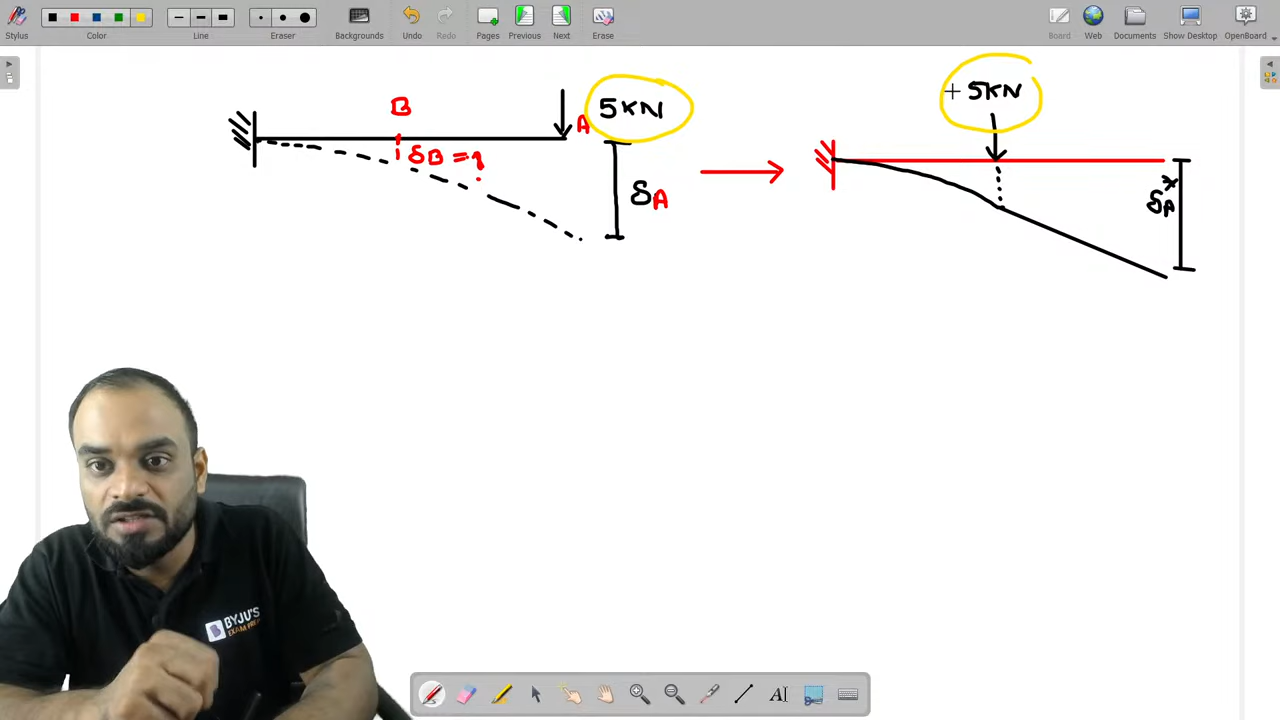 Stylus
Color
Line
Eraser
Backgrounds
Undo
Redo
Pages
Previous
Next
Erase
Board
Web
Documents
Show Desktop
OpenBoard
B
A
5KN
δB = ?
δA
+ 5KN
δA*
BYJU'S
EXAM PREP
AI